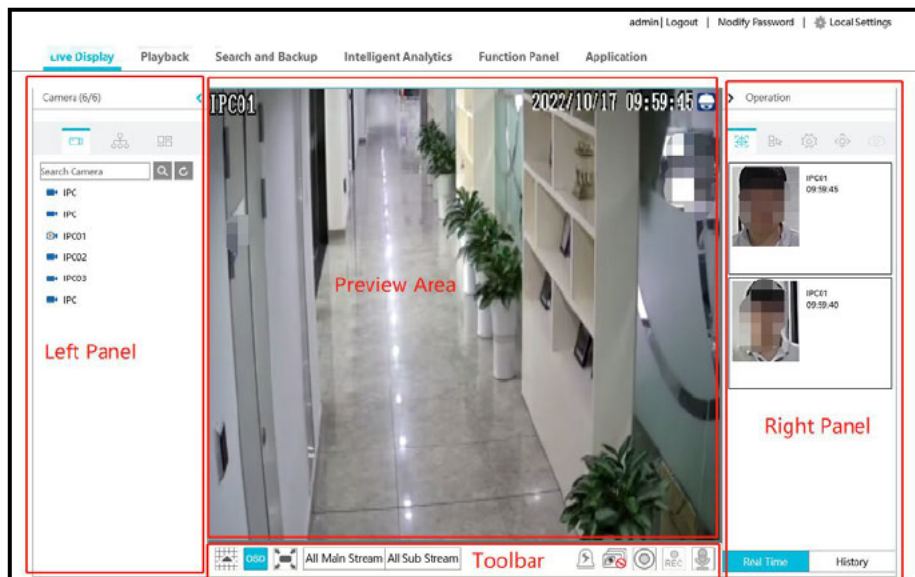 admin | Logout | Nodify Password | Local Settings
Live Display Playback Search and Backup Intelligent Analytics Function Panel Application
Camera (6/6)
Search Camera
IPC
IPC
IPC01
IPC02
IPC03
IPC
Left Panel
IPC01 2022/10/17 09:59:45
Preview Area
OSD All Main Stream All Sub Stream Toolbar REC
Operation
IPC01
09:59:45
IPC01
09:59:40
Right Panel
Real Time History